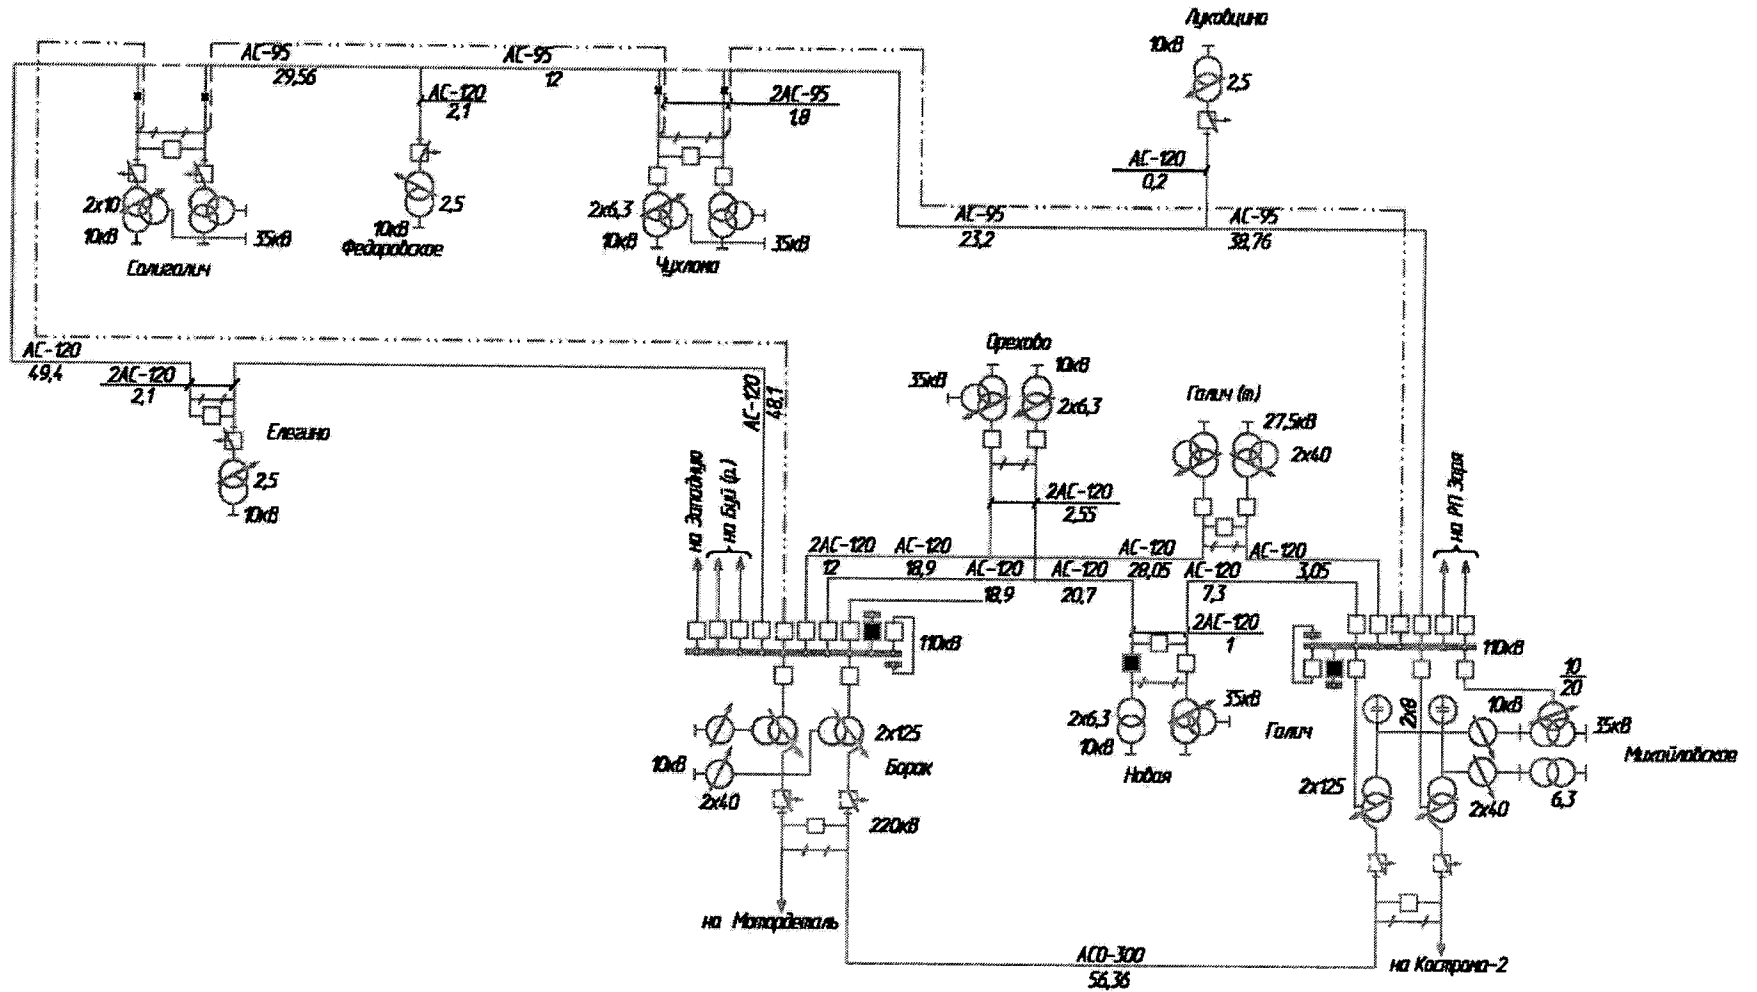 Луковцино
10кВ
2,5
АС-95
29,56
АС-95
12
АС-120
2,1
2АС-95
1,8
АС-120
0,2
2х10
10кВ
35кВ
Солигалич
2,5
10кВ
Федоровское
2х6,3
10кВ
35кВ
Чухлома
АС-95
23,2
АС-95
38,76
АС-120
49,4
2АС-120
2,1
Елегино
2,5
10кВ
АС-120
48,1
Орехово
35кВ
10кВ
2х6,3
Галич (т)
27,5кВ
2х40
на Западную
на Буй (р.)
на РП Заря
2АС-120
2,55
2АС-120
12
АС-120
18,9
АС-120
18,9
АС-120
28,05
АС-120
20,7
АС-120
3,05
АС-120
7,3
2АС-120
1
110кВ
110кВ
2х6,3
10кВ
35кВ
Новая
Галич
10
20
2х8
10кВ
35кВ
Михайловское
6,3
2х125
2х40
10кВ
2х40
2х125
Борок
220кВ
на Мотордеталь
АСО-300
56,36
на Кострома-2